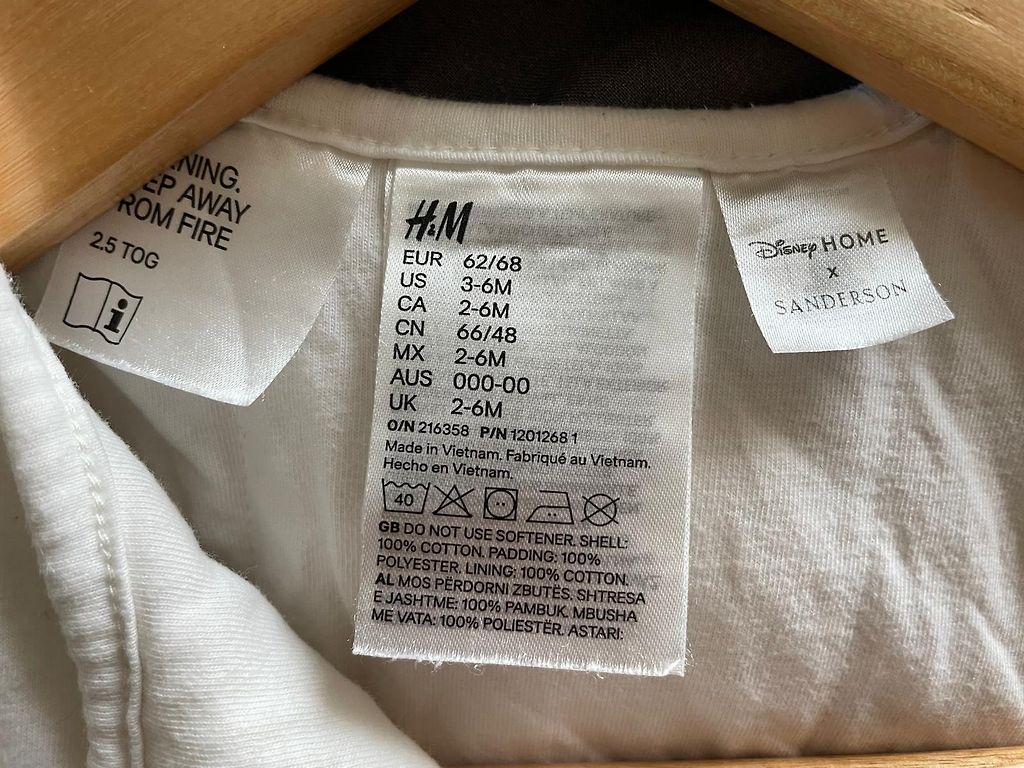 NING.
EP AWAY
ROM FIRE
2.5 TOG
H&M
EUR 62/68
US 3-6M
CA 2-6M
CN 66/48
MX 2-6M
AUS 000-00
UK 2-6M
O/N 216358 P/N 1201268 1
Made in Vietnam. Fabriqué au Vietnam.
Hecho en Vietnam.
40
GB DO NOT USE SOFTENER. SHELL:
100% COTTON. PADDING: 100%
POLYESTER. LINING: 100% COTTON.
AL MOS PËRDORNI ZBUTËS. SHTRESA
E JASHTME: 100% PAMBUK. MBUSHA
ME VATA: 100% POLIESTËR. ASTARI:
Disney HOME
x
SANDERSON